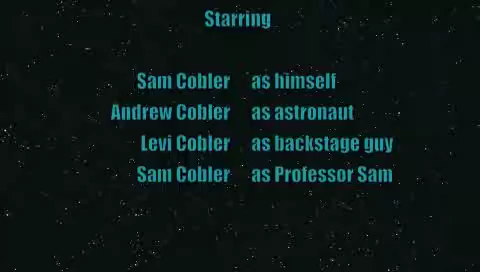 Starring
Sam Cobler as himself
Andrew Cobler as astronaut
Levi Cobler as backstage guy
Sam Cobler as Professor Sam